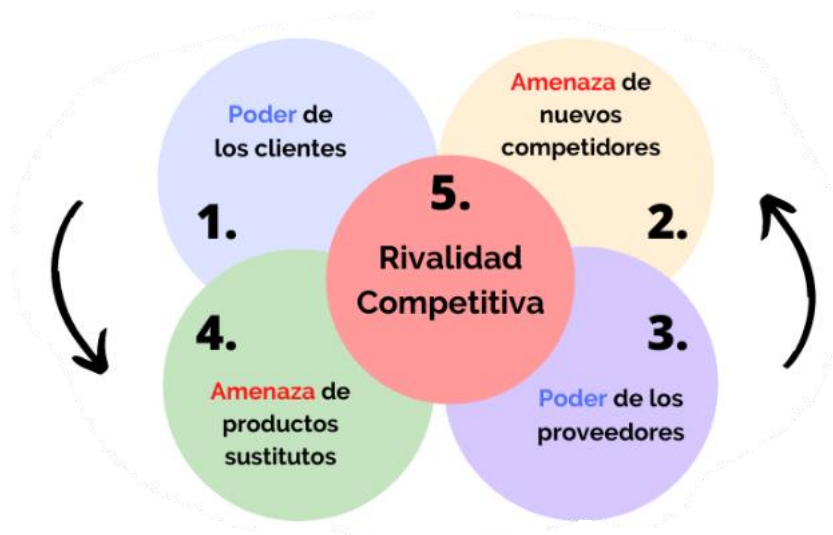 Poder de
los clientes
1.
Amenaza de
nuevos
competidores
2.
5.
Rivalidad
Competitiva
4.
Amenaza de
productos
sustitutos
3.
Poder de los
proveedores